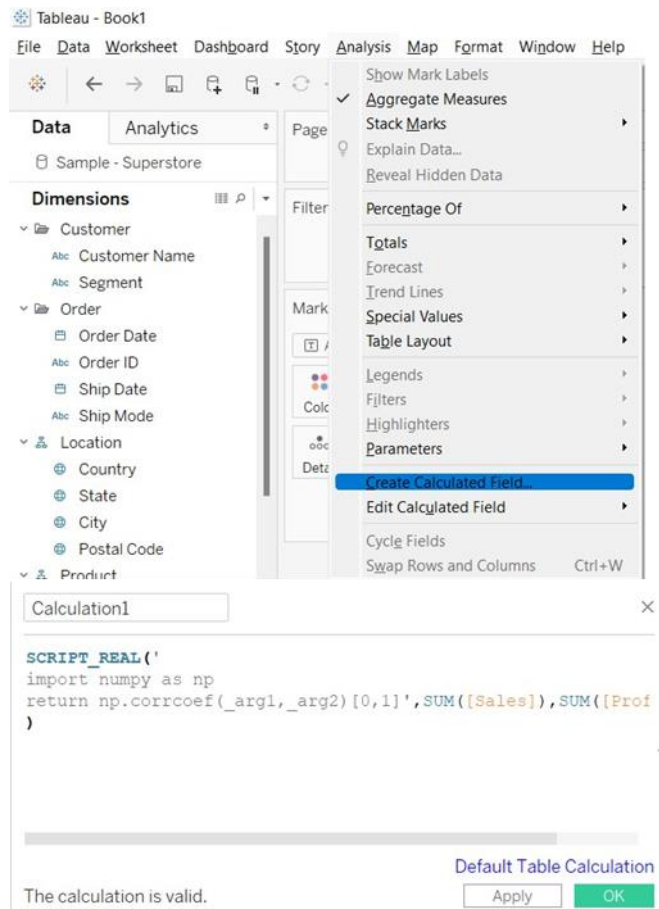 Tableau - Book1
File Data Worksheet Dashboard Story Analysis Map Format Window Help
Show Mark Labels
Aggregate Measures
Stack Marks
Explain Data...
Reveal Hidden Data
Percentage Of
Totals
Forecast
Trend Lines
Special Values
Table Layout
Legends
Filters
Highlighters
Parameters
Create Calculated Field...
Edit Calculated Field
Cycle Fields
Swap Rows and Columns Ctrl+W
Data Analytics
Sample - Superstore
Dimensions
Customer
Abc Customer Name
Abc Segment
Order
Order Date
Abc Order ID
Ship Date
Abc Ship Mode
Location
Country
State
City
Postal Code
Product
Page
Filter
Mark
T A
Colo
Deta
Calculation1
SCRIPT_REAL('
import numpy as np
return np.corrcoef(_arg1,_arg2)[0,1]',SUM([Sales]),SUM([Prof
)
Default Table Calculation
The calculation is valid.
Apply OK